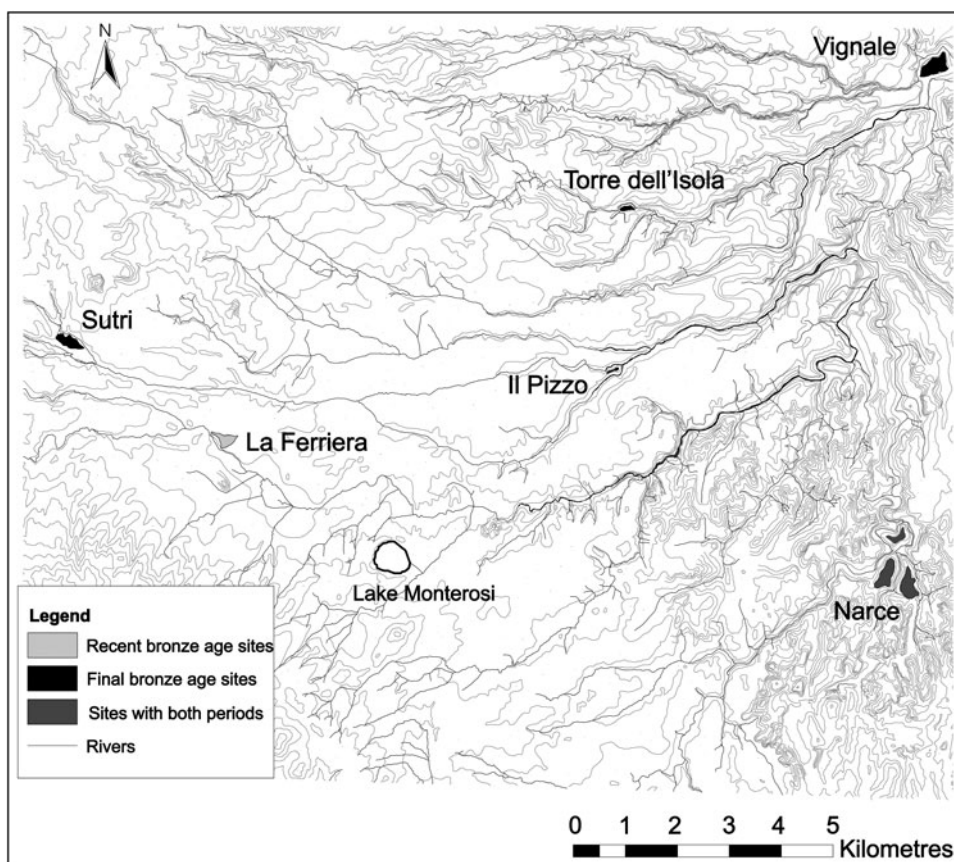 N
Vignale
Torre dell'Isola
Sutri
Il Pizzo
La Ferriera
Lake Monterosi
Narce
Legend
Recent bronze age sites
Final bronze age sites
Sites with both periods
Rivers
0 1 2 3 4 5
Kilometres